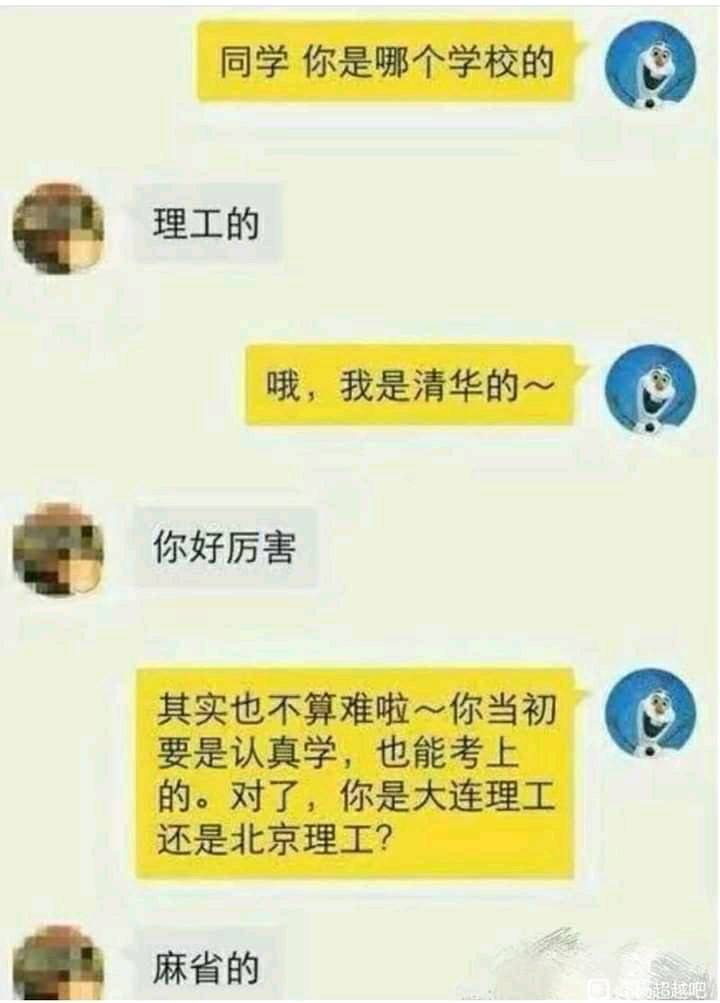 同学 你是哪个学校的
理工的
哦，我是清华的～
你好厉害
其实也不算难啦～你当初
要是认真学，也能考上
的。对了，你是大连理工
还是北京理工？
麻省的
超越吧